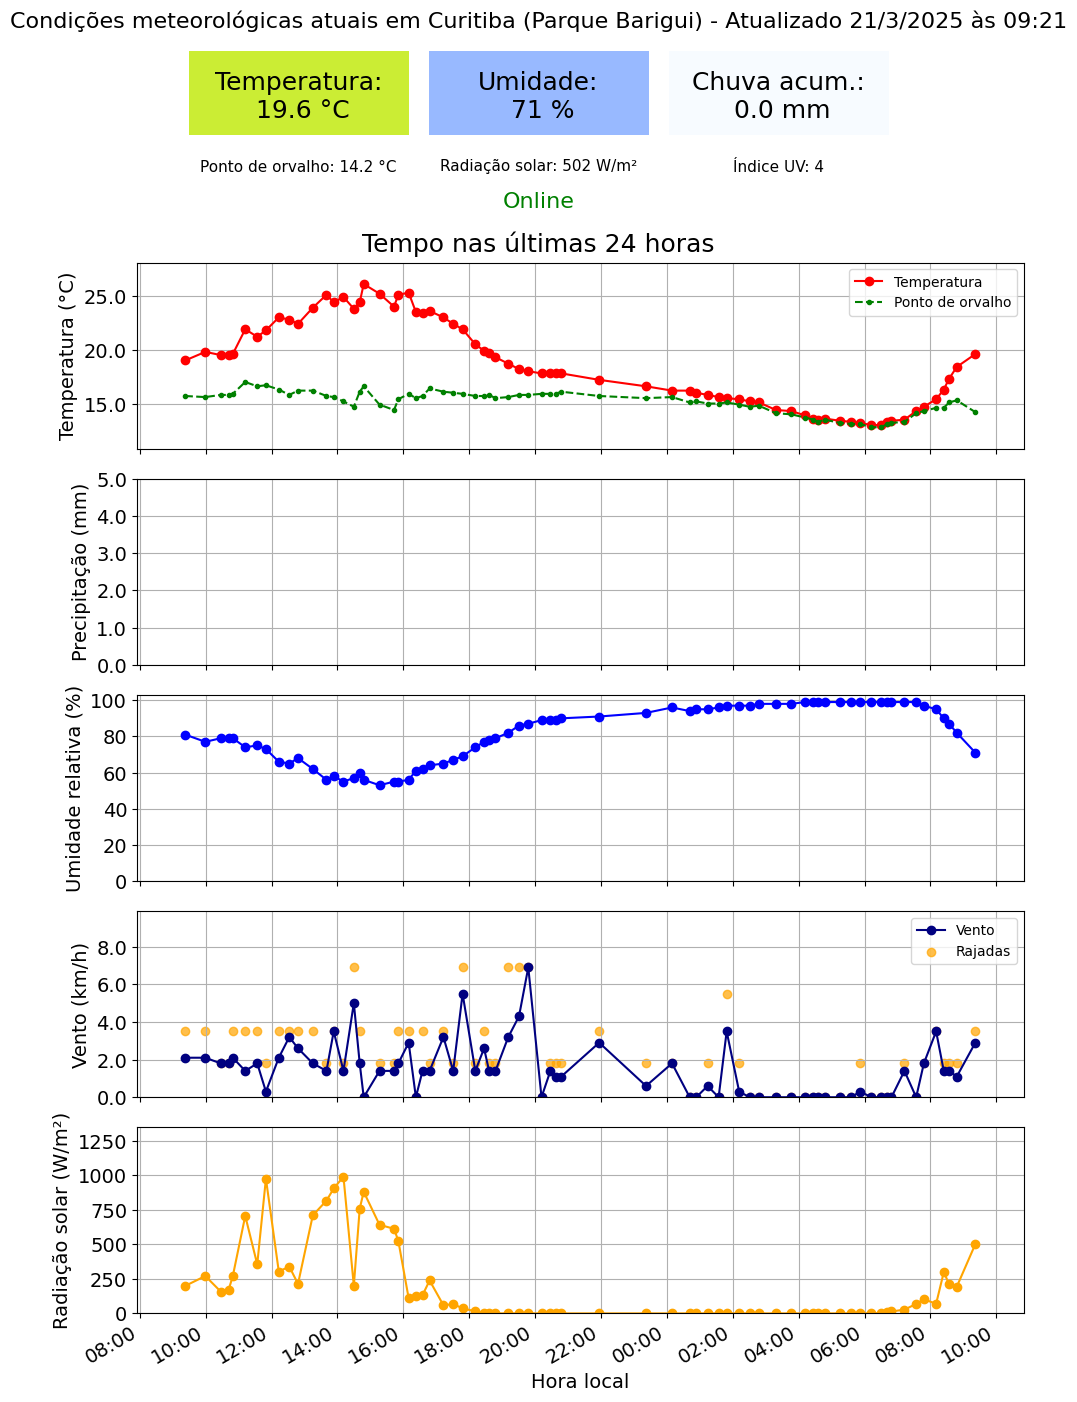 Condições meteorológicas atuais em Curitiba (Parque Barigui) - Atualizado 21/3/2025 às 09:21
Temperatura:
19.6 °C
Umidade:
71 %
Chuva acum.:
0.0 mm
Ponto de orvalho: 14.2 °C
Radiação solar: 502 W/m²
Índice UV: 4
Online
Tempo nas últimas 24 horas
Temperatura (°C)
25.0
20.0
15.0
Temperatura
Ponto de orvalho
Precipitação (mm)
5.0
4.0
3.0
2.0
1.0
0.0
Umidade relativa (%)
100
80
60
40
20
0
Vento (km/h)
8.0
6.0
4.0
2.0
0.0
Vento
Rajadas
Radiação solar (W/m²)
1250
1000
750
500
250
0
08:00
10:00
12:00
14:00
16:00
18:00
20:00
22:00
00:00
02:00
04:00
06:00
08:00
10:00
Hora local